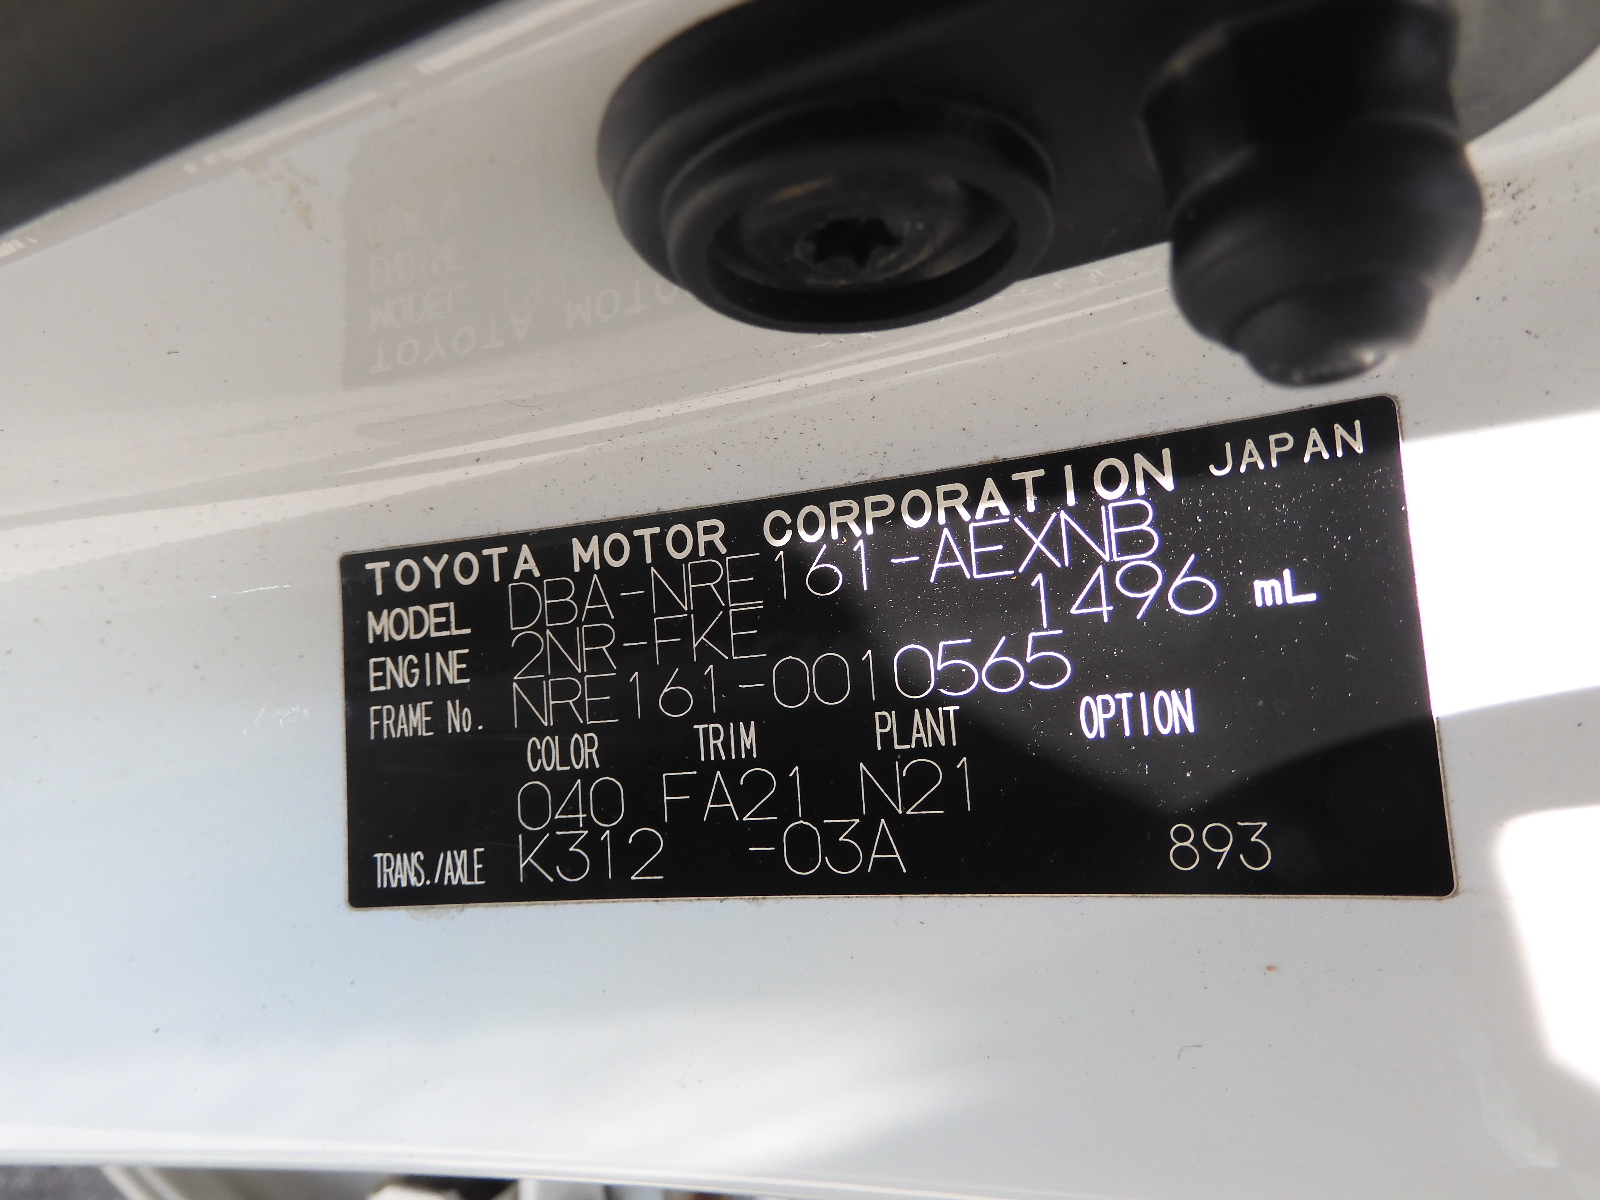 TOYOTA MOTOR CORPORATION JAPAN
MODEL DBA-NRE161-AEXNB
ENGINE 2NR-FKE 1496 mL
FRAME No. NRE161-0010565
COLOR TRIM PLANT OPTION
040 FA21 N21
TRANS./AXLE K312 -03A 893